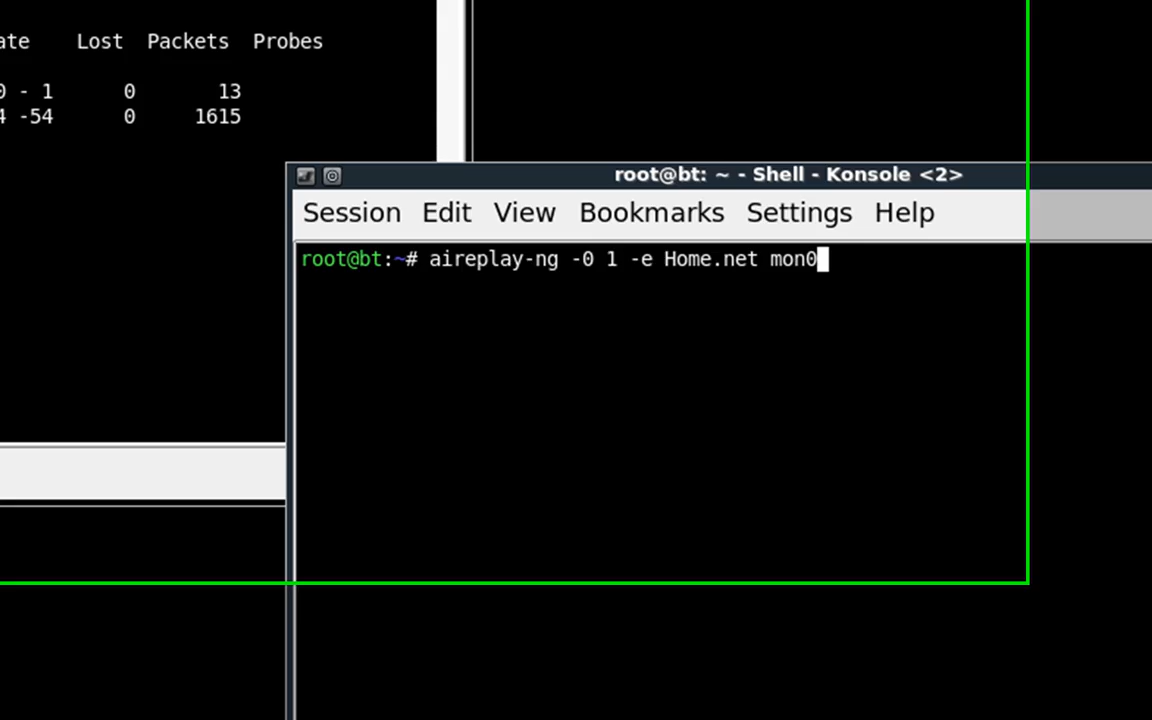 ate Lost Packets Probes
0 - 1 0 13
4 -54 0 1615
root@bt: ~ - Shell - Konsole <2>
Session Edit View Bookmarks Settings Help
root@bt:~# aireplay-ng -0 1 -e Home.net mon0